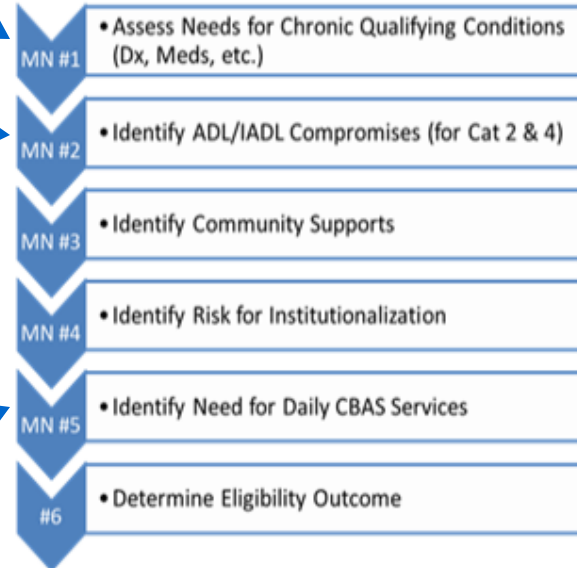 MN #1
• Assess Needs for Chronic Qualifying Conditions
(Dx, Meds, etc.)
MN #2
• Identify ADL/IADL Compromises (for Cat 2 & 4)
MN #3
• Identify Community Supports
MN #4
• Identify Risk for Institutionalization
MN #5
• Identify Need for Daily CBAS Services
#6
• Determine Eligibility Outcome